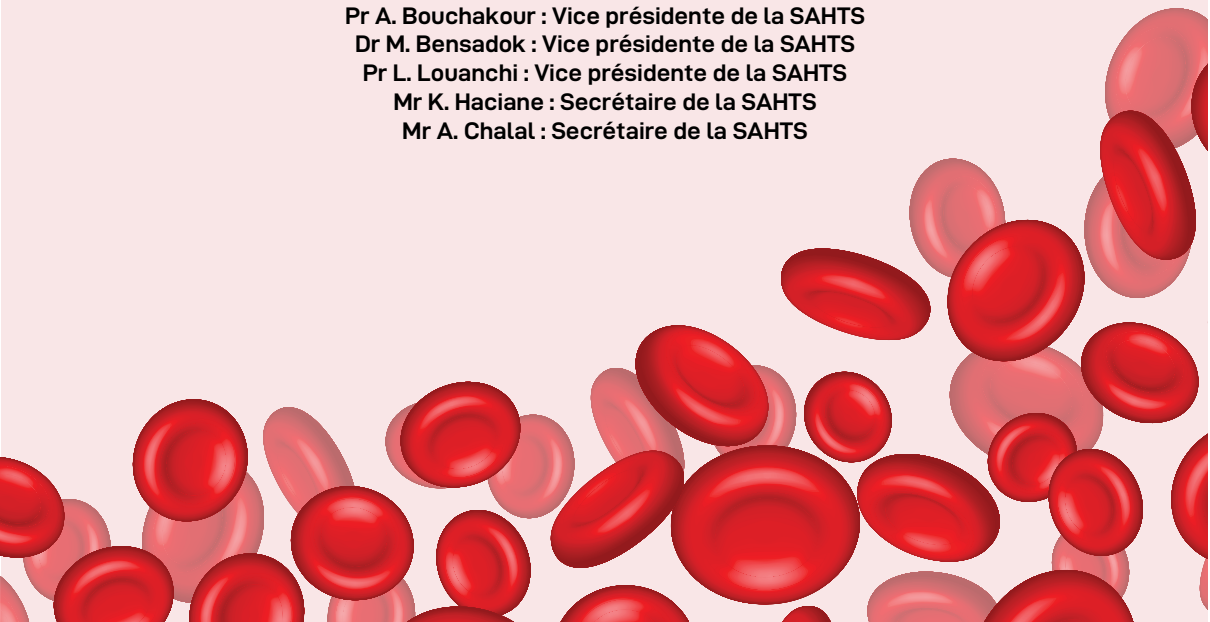 Pr A. Bouchakour : Vice présidente de la SAHTS
Dr M. Bensadok : Vice présidente de la SAHTS
Pr L. Louanchi : Vice présidente de la SAHTS
Mr K. Haciane : Secrétaire de la SAHTS
Mr A. Chalal : Secrétaire de la SAHTS